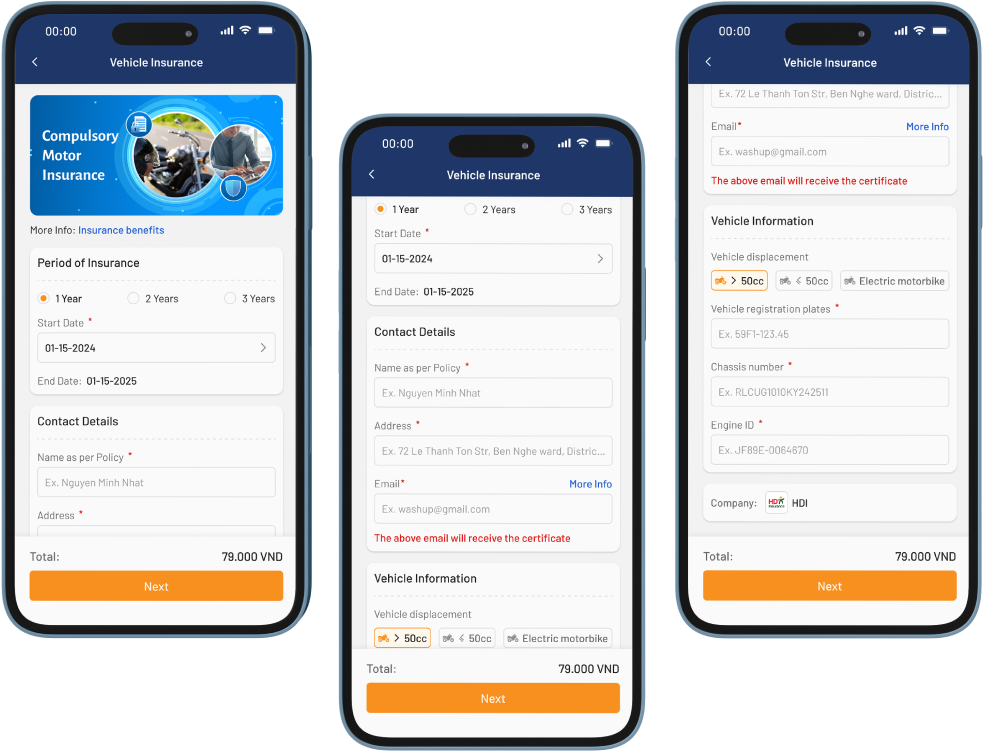 00:00
Vehicle Insurance
Compulsory
Motor
Insurance
More Info: Insurance benefits
Period of Insurance
1 Year
2 Years
3 Years
Start Date *
01-15-2024
End Date: 01-15-2025
Contact Details
Name as per Policy *
Ex. Nguyen Minh Nhat
Address *
Total: 79.000 VND
Next
00:00
Vehicle Insurance
1 Year
2 Years
3 Years
Start Date *
01-15-2024
End Date: 01-15-2025
Contact Details
Name as per Policy *
Ex. Nguyen Minh Nhat
Address *
Ex. 72 Le Thanh Ton Str, Ben Nghe ward, Distric...
Email* More Info
Ex. washup@gmail.com
The above email will receive the certificate
Vehicle Information
Vehicle displacement
> 50cc
< 50cc
Electric motorbike
Total: 79.000 VND
Next
00:00
Vehicle Insurance
Ex. 72 Le Thanh Ton Str, Ben Nghe ward, Distric...
Email* More Info
Ex. washup@gmail.com
The above email will receive the certificate
Vehicle Information
Vehicle displacement
> 50cc
< 50cc
Electric motorbike
Vehicle registration plates *
Ex. 59F1-123.45
Chassis number *
Ex. RLCUG1010KY242511
Engine ID *
Ex. JF89E-0064670
Company: HDI Insurance HDI
Total: 79.000 VND
Next